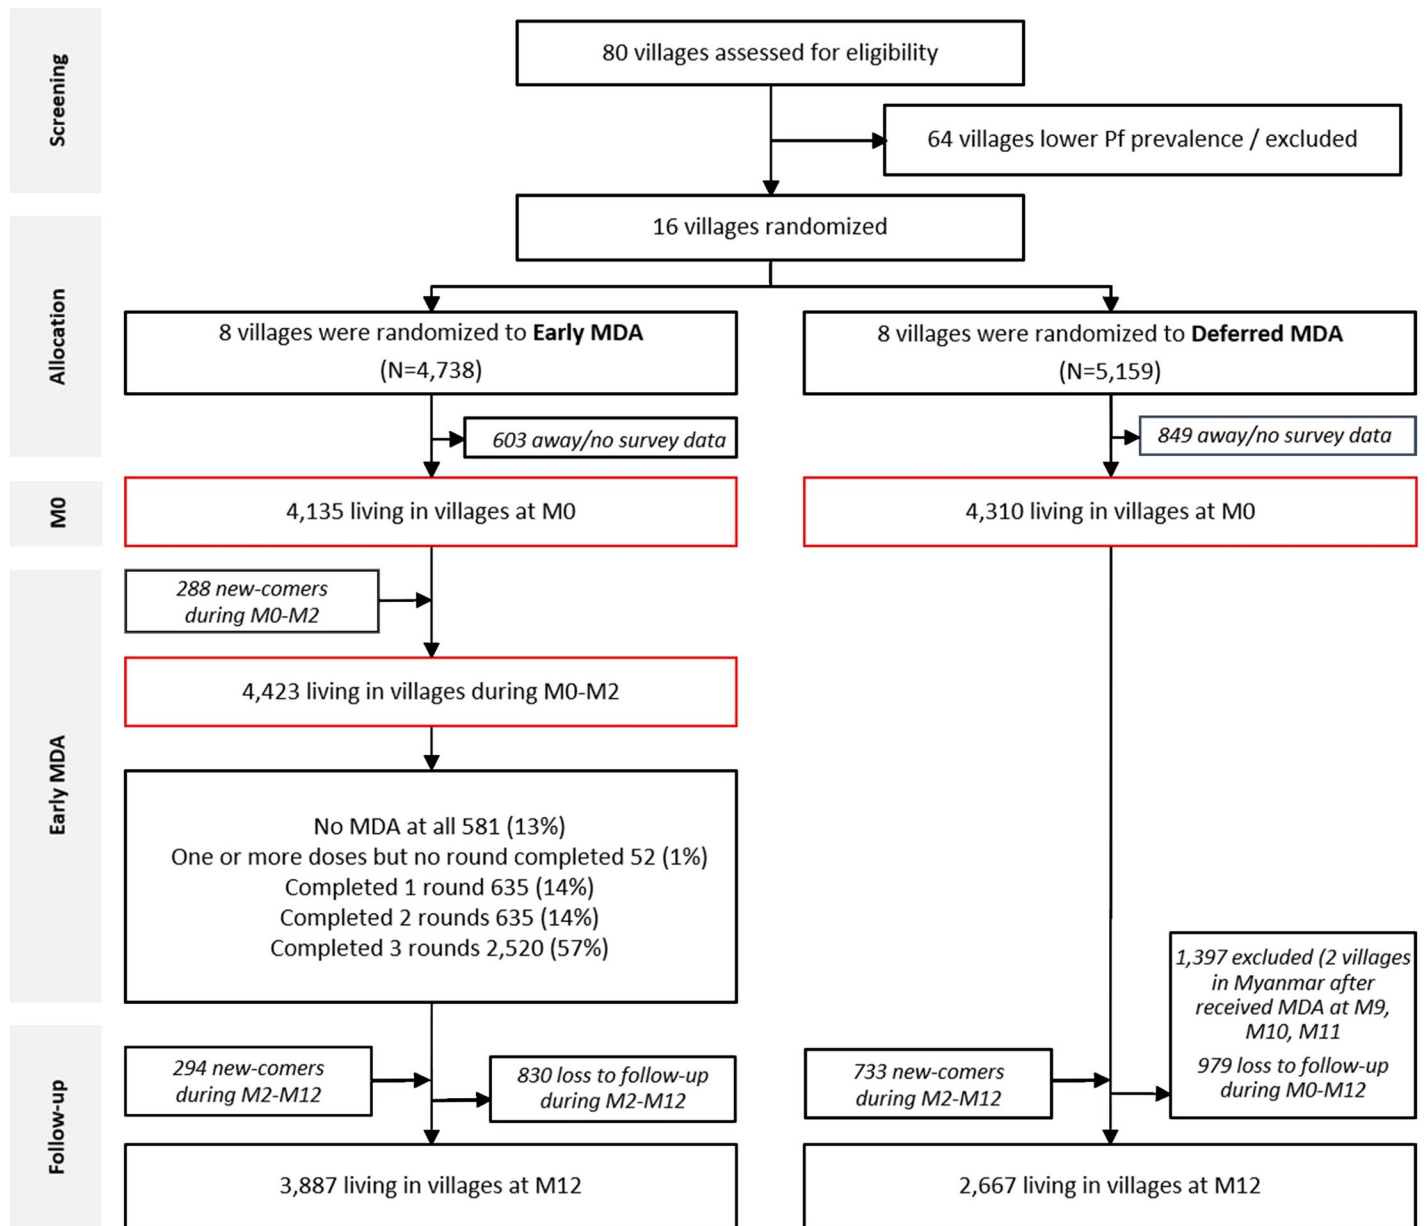 Screening
80 villages assessed for eligibility
64 villages lower Pf prevalence / excluded
16 villages randomized
Allocation
8 villages were randomized to Early MDA
(N=4,738)
8 villages were randomized to Deferred MDA
(N=5,159)
603 away/no survey data
849 away/no survey data
M0
4,135 living in villages at M0
4,310 living in villages at M0
Early MDA
288 new-comers
during M0-M2
4,423 living in villages during M0-M2
No MDA at all 581 (13%)
One or more doses but no round completed 52 (1%)
Completed 1 round 635 (14%)
Completed 2 rounds 635 (14%)
Completed 3 rounds 2,520 (57%)
Follow-up
294 new-comers
during M2-M12
830 loss to follow-up
during M2-M12
733 new-comers
during M2-M12
1,397 excluded (2 villages
in Myanmar after
received MDA at M9,
M10, M11
979 loss to follow-up
during M0-M12
3,887 living in villages at M12
2,667 living in villages at M12